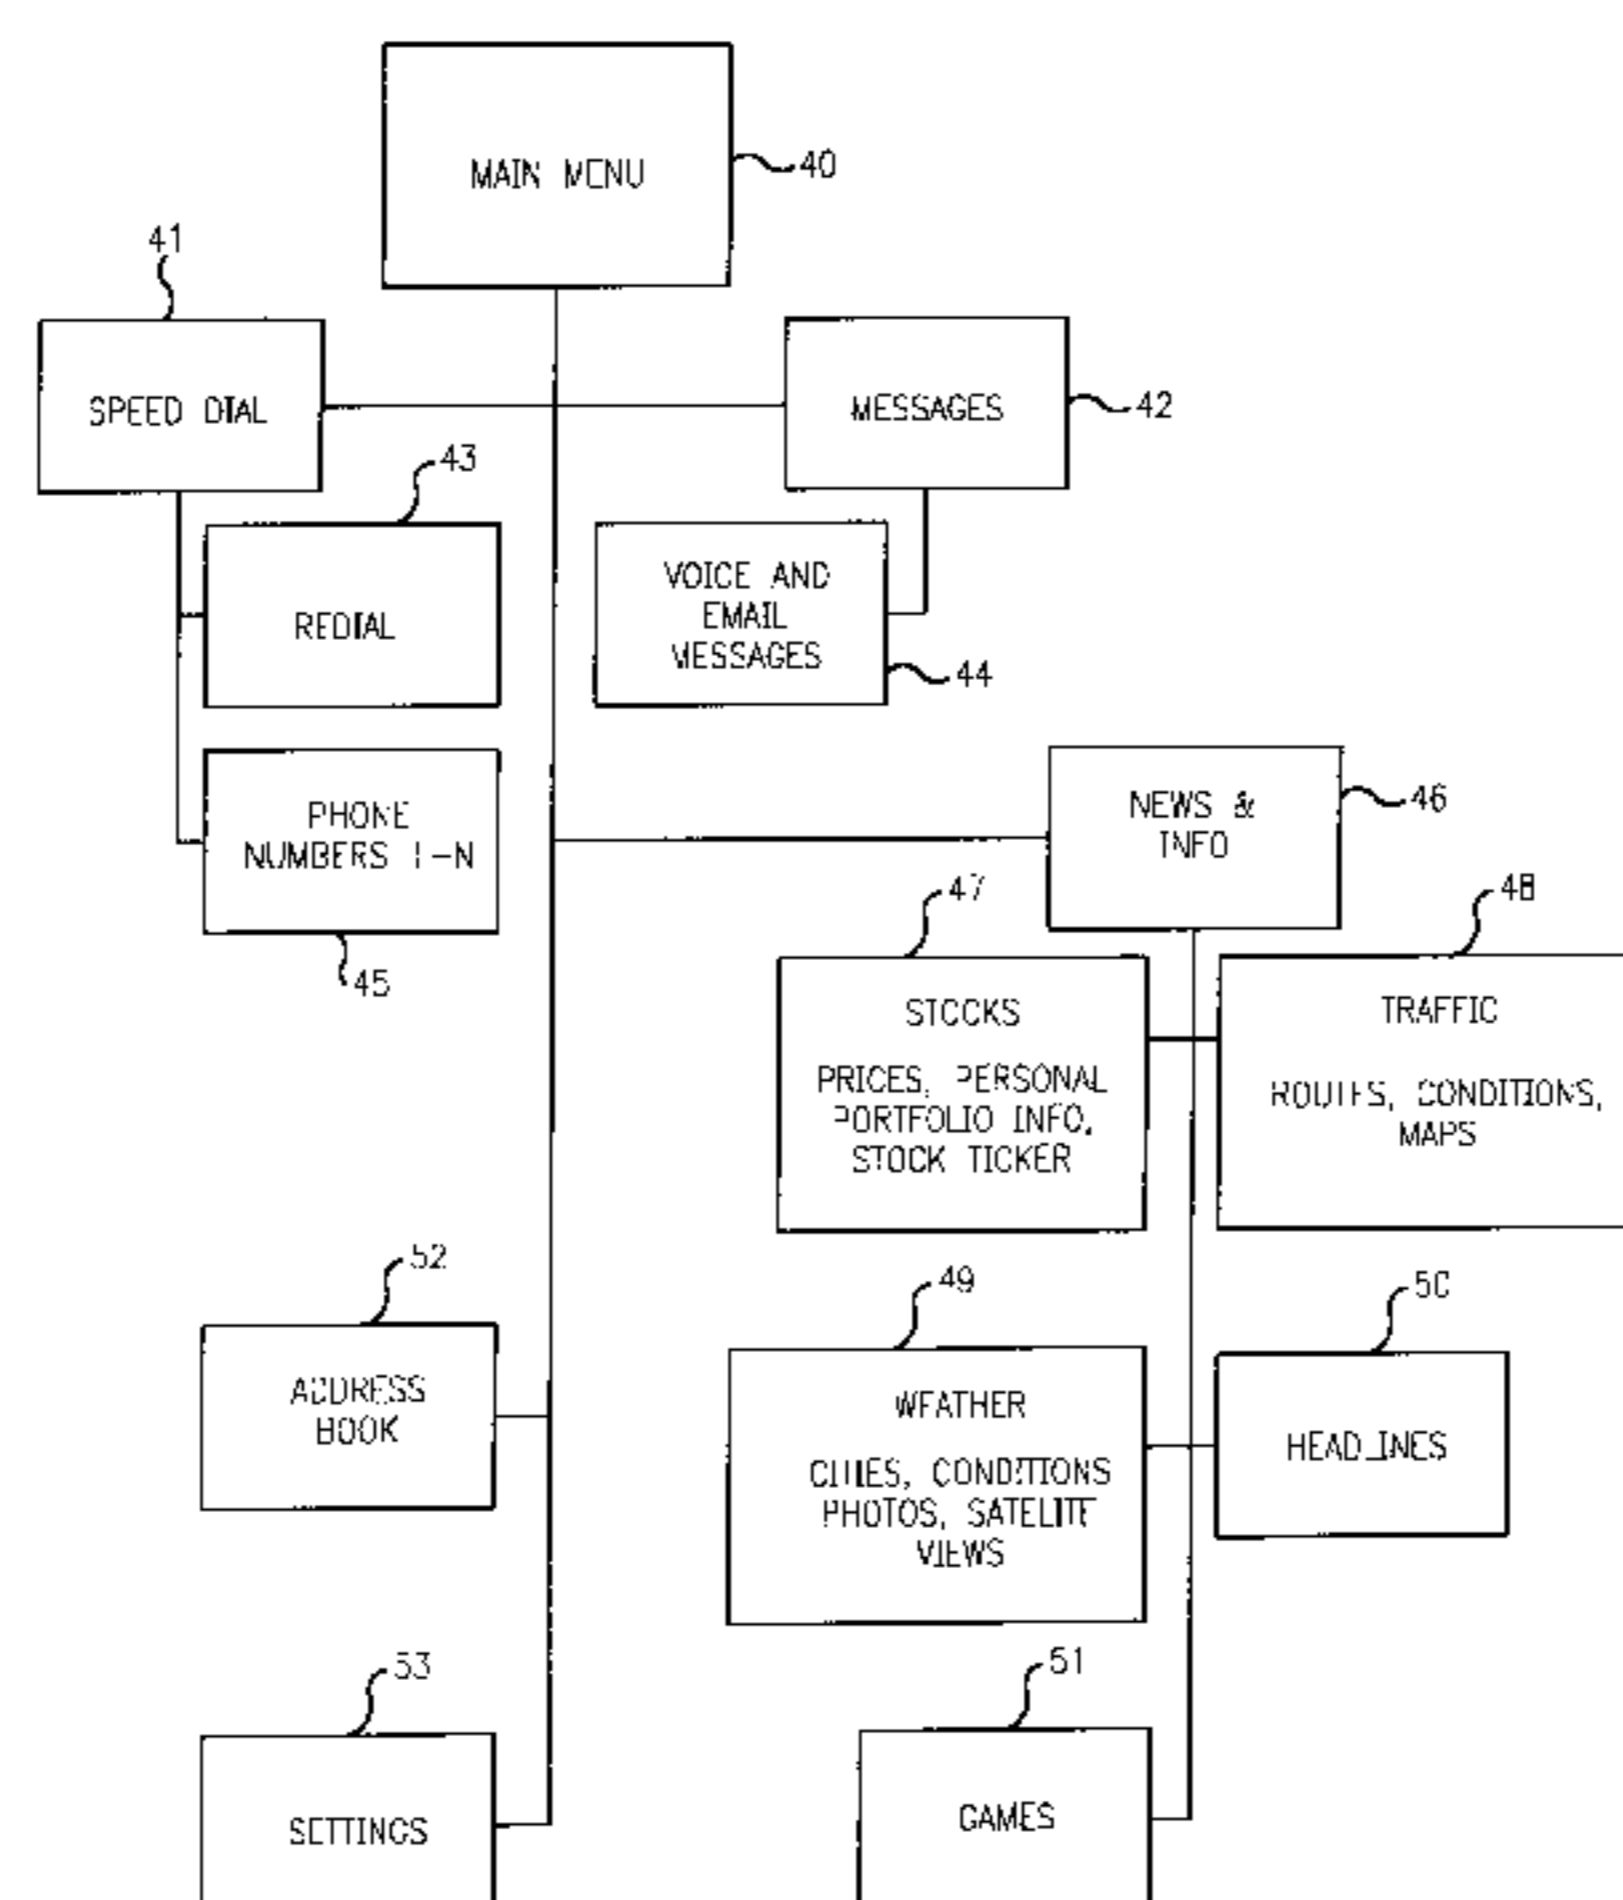 MAIN MENU
40
41
SPEED DIAL
MESSAGES
42
43
REDIAL
VOICE AND
EMAIL
MESSAGES
44
PHONE
NUMBERS 1-N
45
NEWS &
INFO
46
47
STOCKS
PRICES, PERSONAL
PORTFOLIO INFO,
STOCK TICKER
48
TRAFFIC
ROUTES, CONDITIONS,
MAPS
52
ADDRESS
BOOK
49
WEATHER
CITIES, CONDITIONS
PHOTOS, SATELITE
VIEWS
50
HEADLINES
53
SETTINGS
51
GAMES